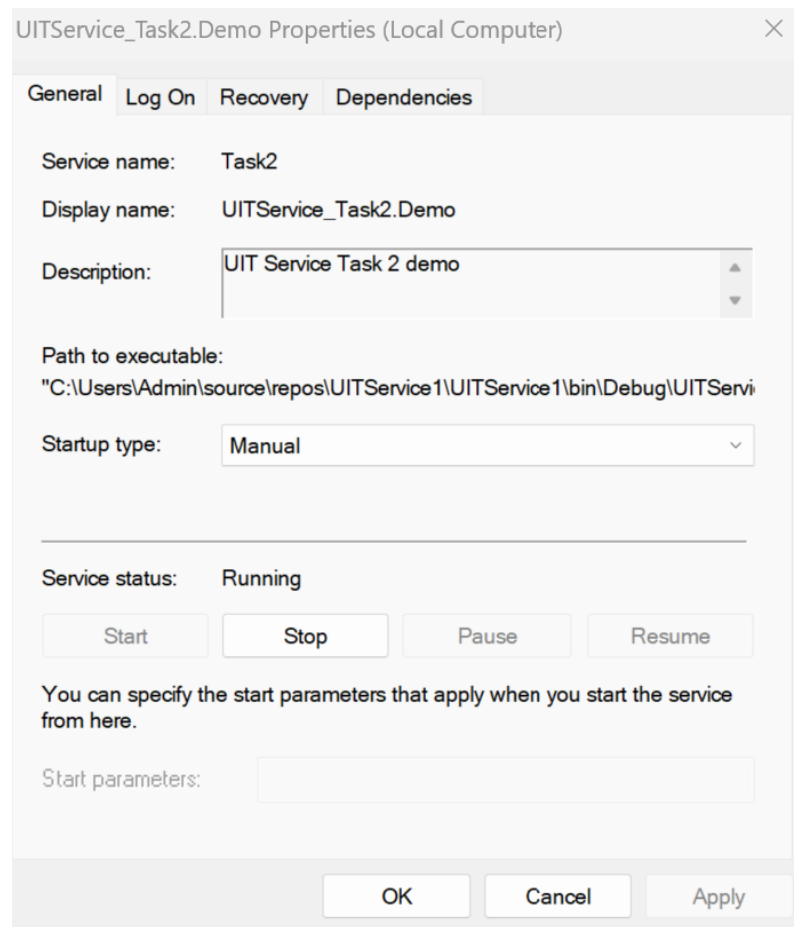 UITService_Task2.Demo Properties (Local Computer)
General Log On Recovery Dependencies
Service name: Task2
Display name: UITService_Task2.Demo
Description: UIT Service Task 2 demo
Path to executable:
"C:\Users\Admin\source\repos\UITService1\UITService1\bin\Debug\UITServi
Startup type: Manual
Service status: Running
Start Stop Pause Resume
You can specify the start parameters that apply when you start the service
from here.
Start parameters:
OK Cancel Apply